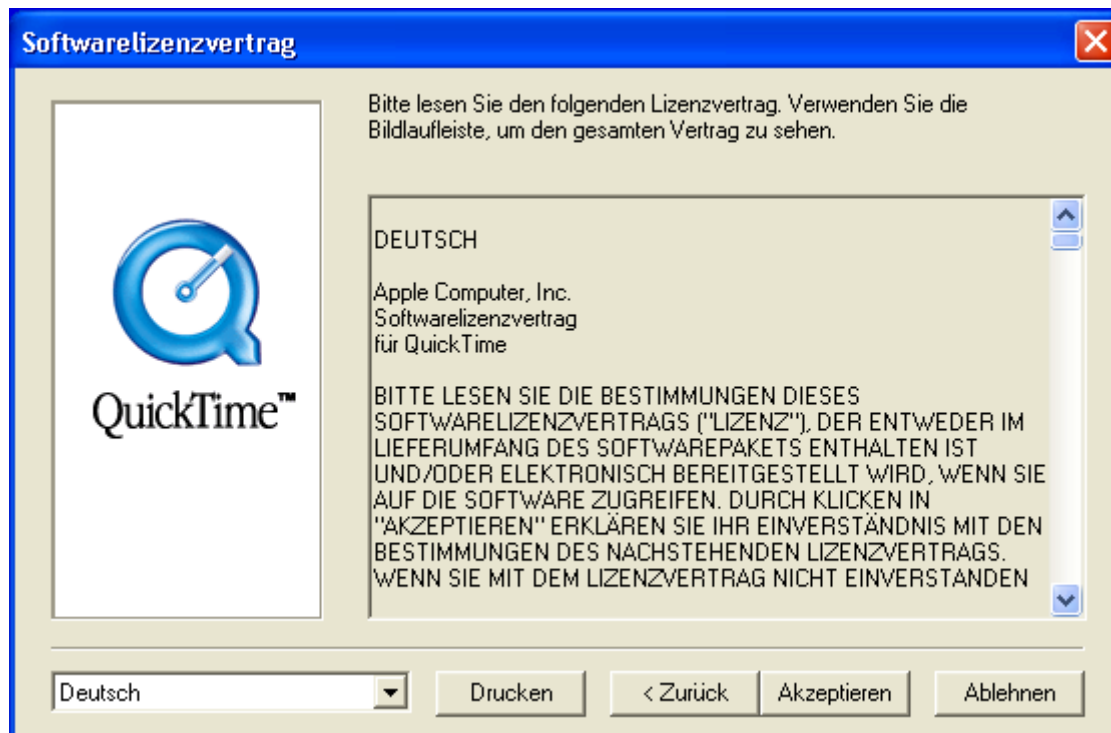 Softwarelizenzvertrag
Bitte lesen Sie den folgenden Lizenzvertrag. Verwenden Sie die
Bildlaufleiste, um den gesamten Vertrag zu sehen.
QuickTime™
DEUTSCH
Apple Computer, Inc.
Softwarelizenzvertrag
für QuickTime
BITTE LESEN SIE DIE BESTIMMUNGEN DIESES
SOFTWARELIZENZVERTRAGS ("LIZENZ"), DER ENTWEDER IM
LIEFERUMFANG DES SOFTWAREPAKETS ENTHALTEN IST
UND/ODER ELEKTRONISCH BEREITGESTELLT WIRD, WENN SIE
AUF DIE SOFTWARE ZUGREIFEN. DURCH KLICKEN IN
"AKZEPTIEREN" ERKLÄREN SIE IHR EINVERSTÄNDNIS MIT DEN
BESTIMMUNGEN DES NACHSTEHENDEN LIZENZVERTRAGS.
WENN SIE MIT DEM LIZENZVERTRAG NICHT EINVERSTANDEN
Deutsch
Drucken
< Zurück
Akzeptieren
Ablehnen